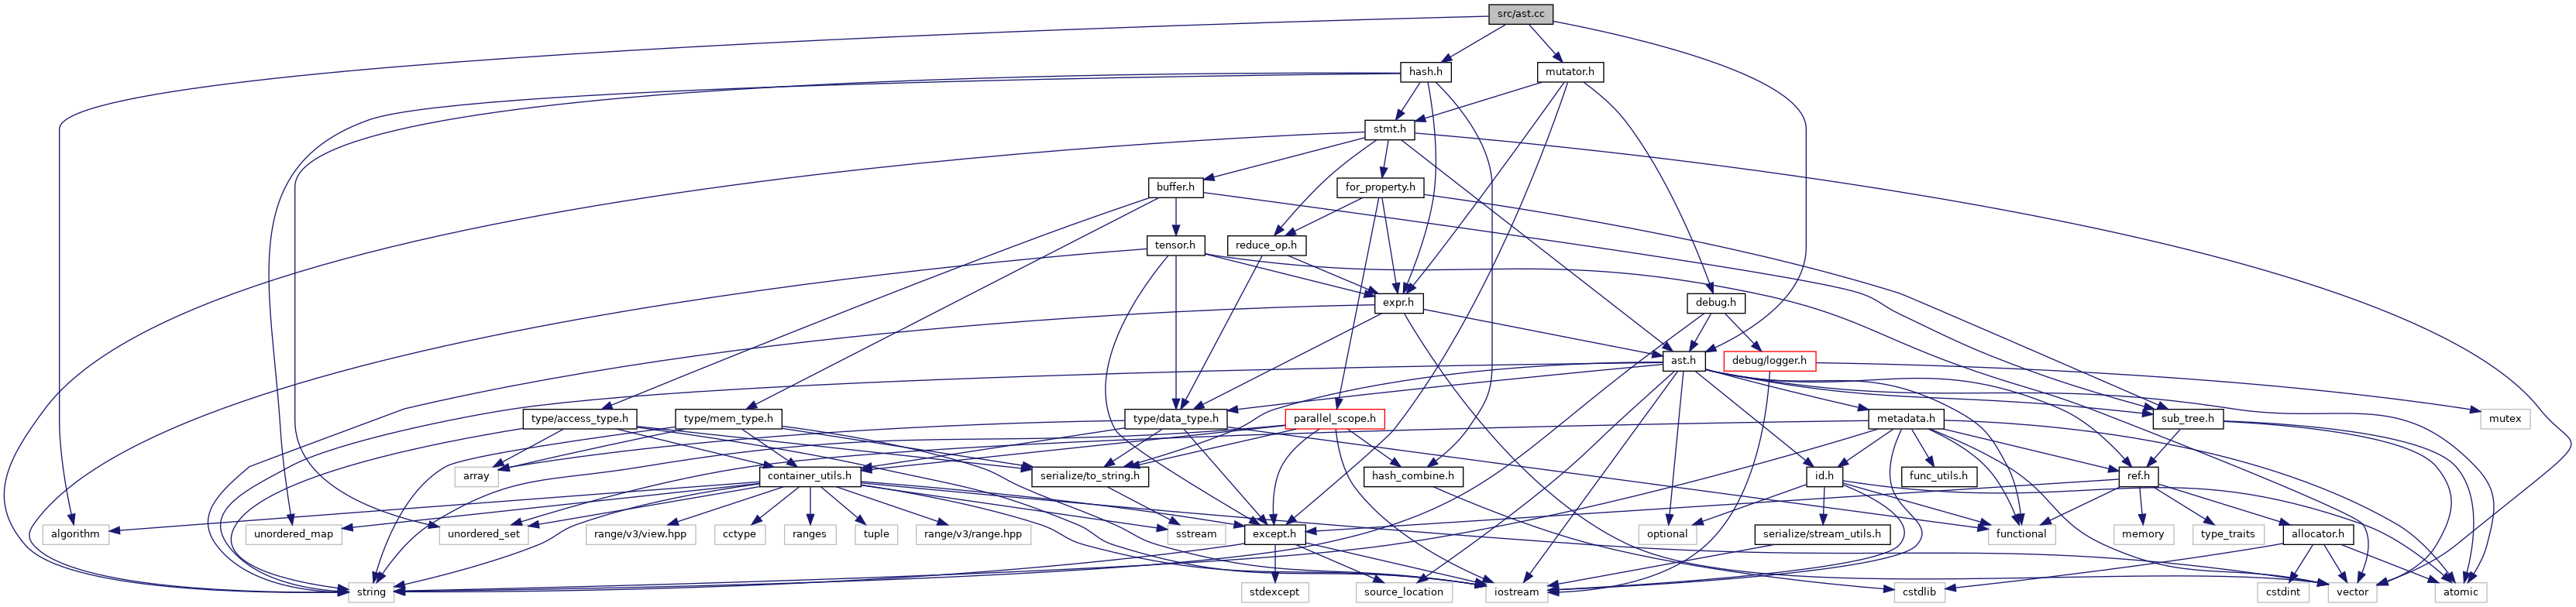 src/ast.cc
hash.h
mutator.h
stmt.h
buffer.h
for_property.h
tensor.h
reduce_op.h
expr.h
debug.h
ast.h
debug/logger.h
type/access_type.h
type/mem_type.h
type/data_type.h
parallel_scope.h
metadata.h
sub_tree.h
mutex
array
container_utils.h
serialize/to_string.h
hash_combine.h
id.h
func_utils.h
ref.h
algorithm
unordered_map
unordered_set
range/v3/view.hpp
cctype
ranges
tuple
range/v3/range.hpp
sstream
except.h
optional
serialize/stream_utils.h
functional
memory
type_traits
allocator.h
string
stdexcept
source_location
iostream
cstdlib
cstdint
vector
atomic